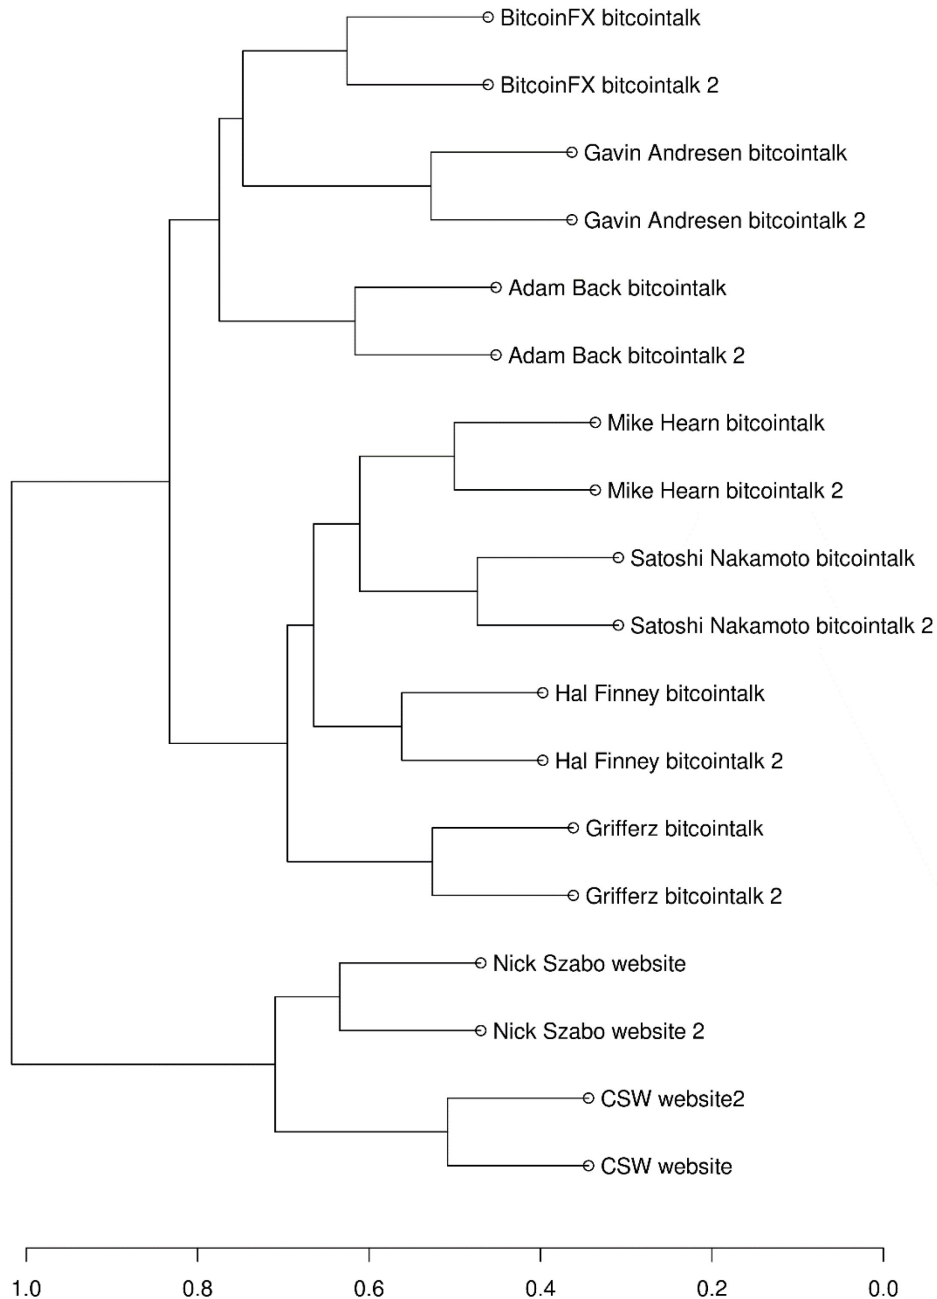 BitcoinFX bitcointalk
BitcoinFX bitcointalk 2
Gavin Andresen bitcointalk
Gavin Andresen bitcointalk 2
Adam Back bitcointalk
Adam Back bitcointalk 2
Mike Hearn bitcointalk
Mike Hearn bitcointalk 2
Satoshi Nakamoto bitcointalk
Satoshi Nakamoto bitcointalk 2
Hal Finney bitcointalk
Hal Finney bitcointalk 2
Grifferz bitcointalk
Grifferz bitcointalk 2
Nick Szabo website
Nick Szabo website 2
CSW website2
CSW website
1.0 0.8 0.6 0.4 0.2 0.0